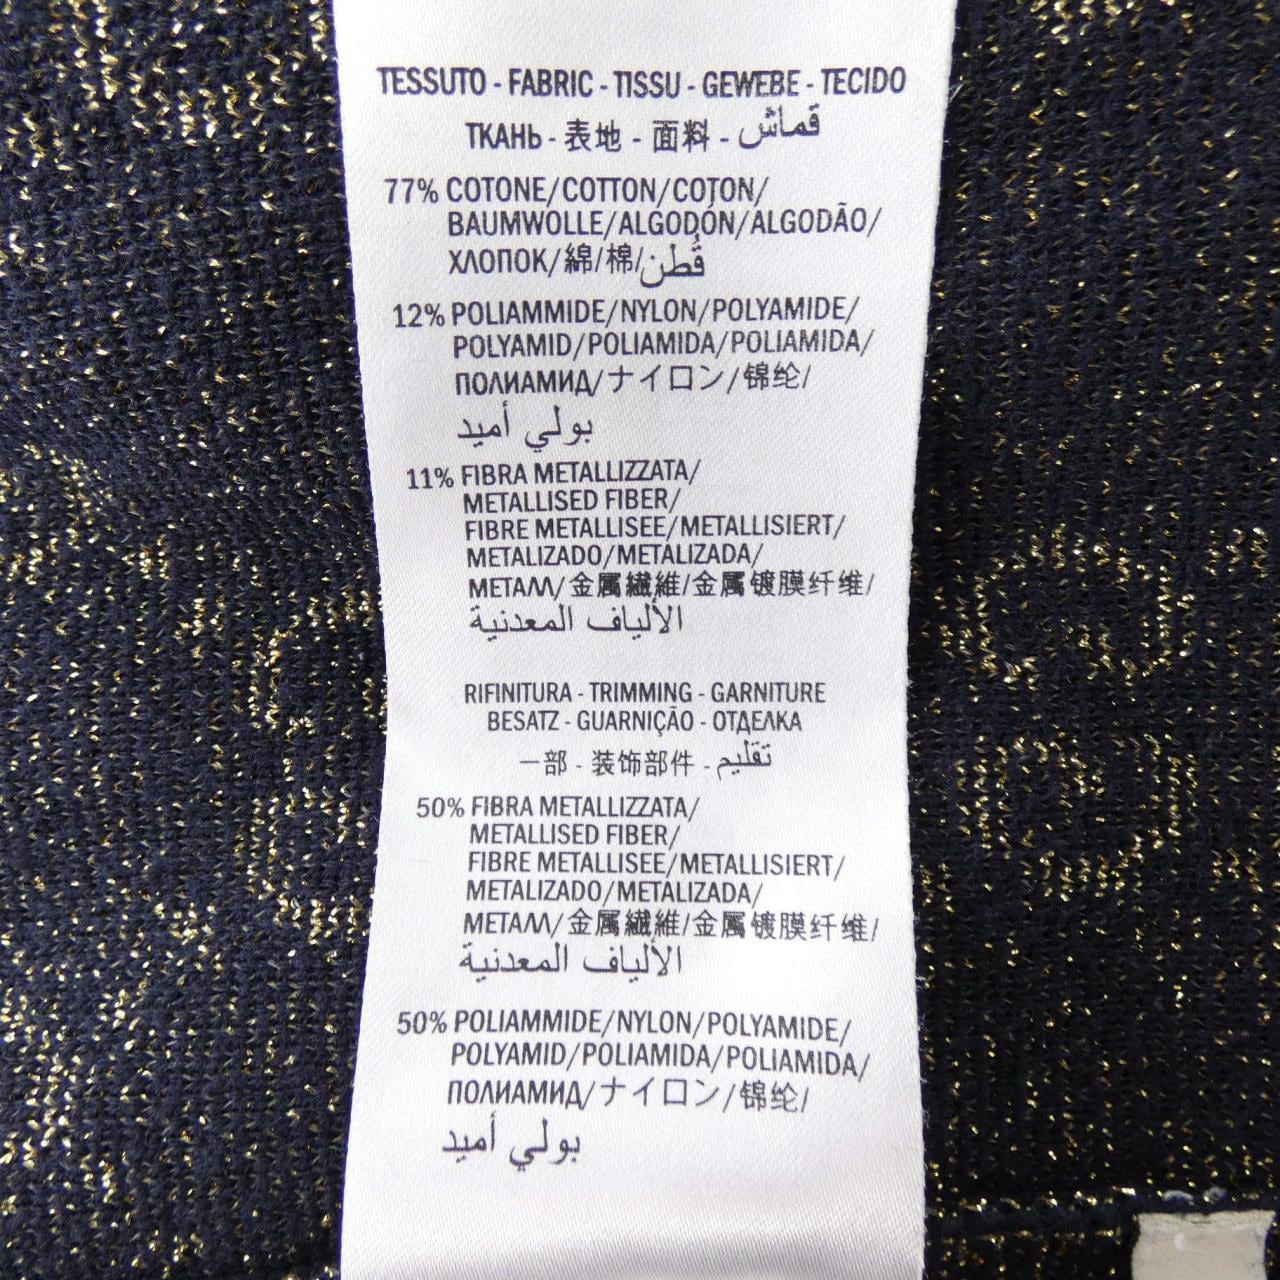 TESSUTO - FABRIC - TISSU - GEWEBE - TECIDO
ТКАНЬ - 表地 - 面料 - قماش
77% COTONE/COTTON/COTON/
BAUMWOLLE/ALGODÓN/ALGODÃO/
ХЛОПОК/綿/棉/قُطن
12% POLIAMMIDE/NYLON/POLYAMIDE/
POLYAMID/POLIAMIDA/POLIAMIDA/
ПОЛИАМИД/ナイロン/锦纶/
بولي أميد
11% FIBRA METALLIZZATA/
METALLISED FIBER/
FIBRE METALLISEE/METALLISIERT/
METALIZADO/METALIZADA/
МЕТАЛЛ/金属繊維/金属镀膜纤维/
الألياف المعدنية
RIFINITURA - TRIMMING - GARNITURE
BESATZ - GUARNIÇÃO - ОТДЕЛКА
一部 - 装饰部件 - تقليم
50% FIBRA METALLIZZATA/
METALLISED FIBER/
FIBRE METALLISEE/METALLISIERT/
METALIZADO/METALIZADA/
МЕТАЛЛ/金属繊維/金属镀膜纤维/
الألياف المعدنية
50% POLIAMMIDE/NYLON/POLYAMIDE/
POLYAMID/POLIAMIDA/POLIAMIDA/
ПОЛИАМИД/ナイロン/锦纶/
بولي أميد